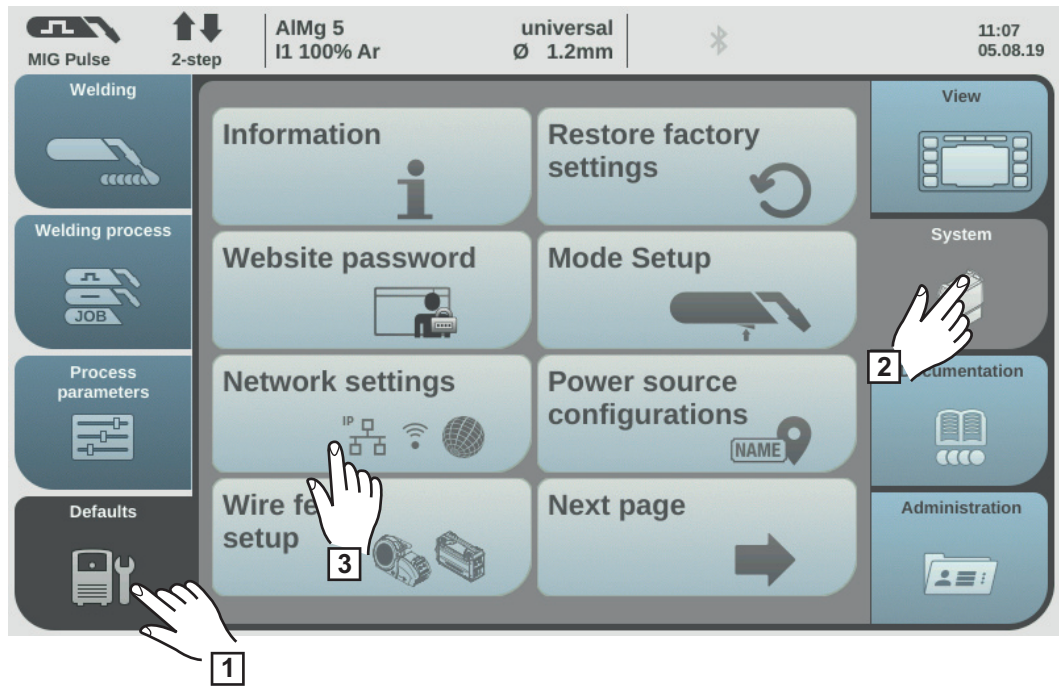 MIG Pulse
2-step
AlMg 5
I1 100% Ar
universal
Ø 1.2mm
11:07
05.08.19
Welding
Welding process
JOB
Process
parameters
Defaults
Information
Restore factory
settings
Website password
Mode Setup
Network settings
IP
Power source
configurations
NAME
Wire fe
setup
Next page
View
System
cumentation
Administration
1
2
3